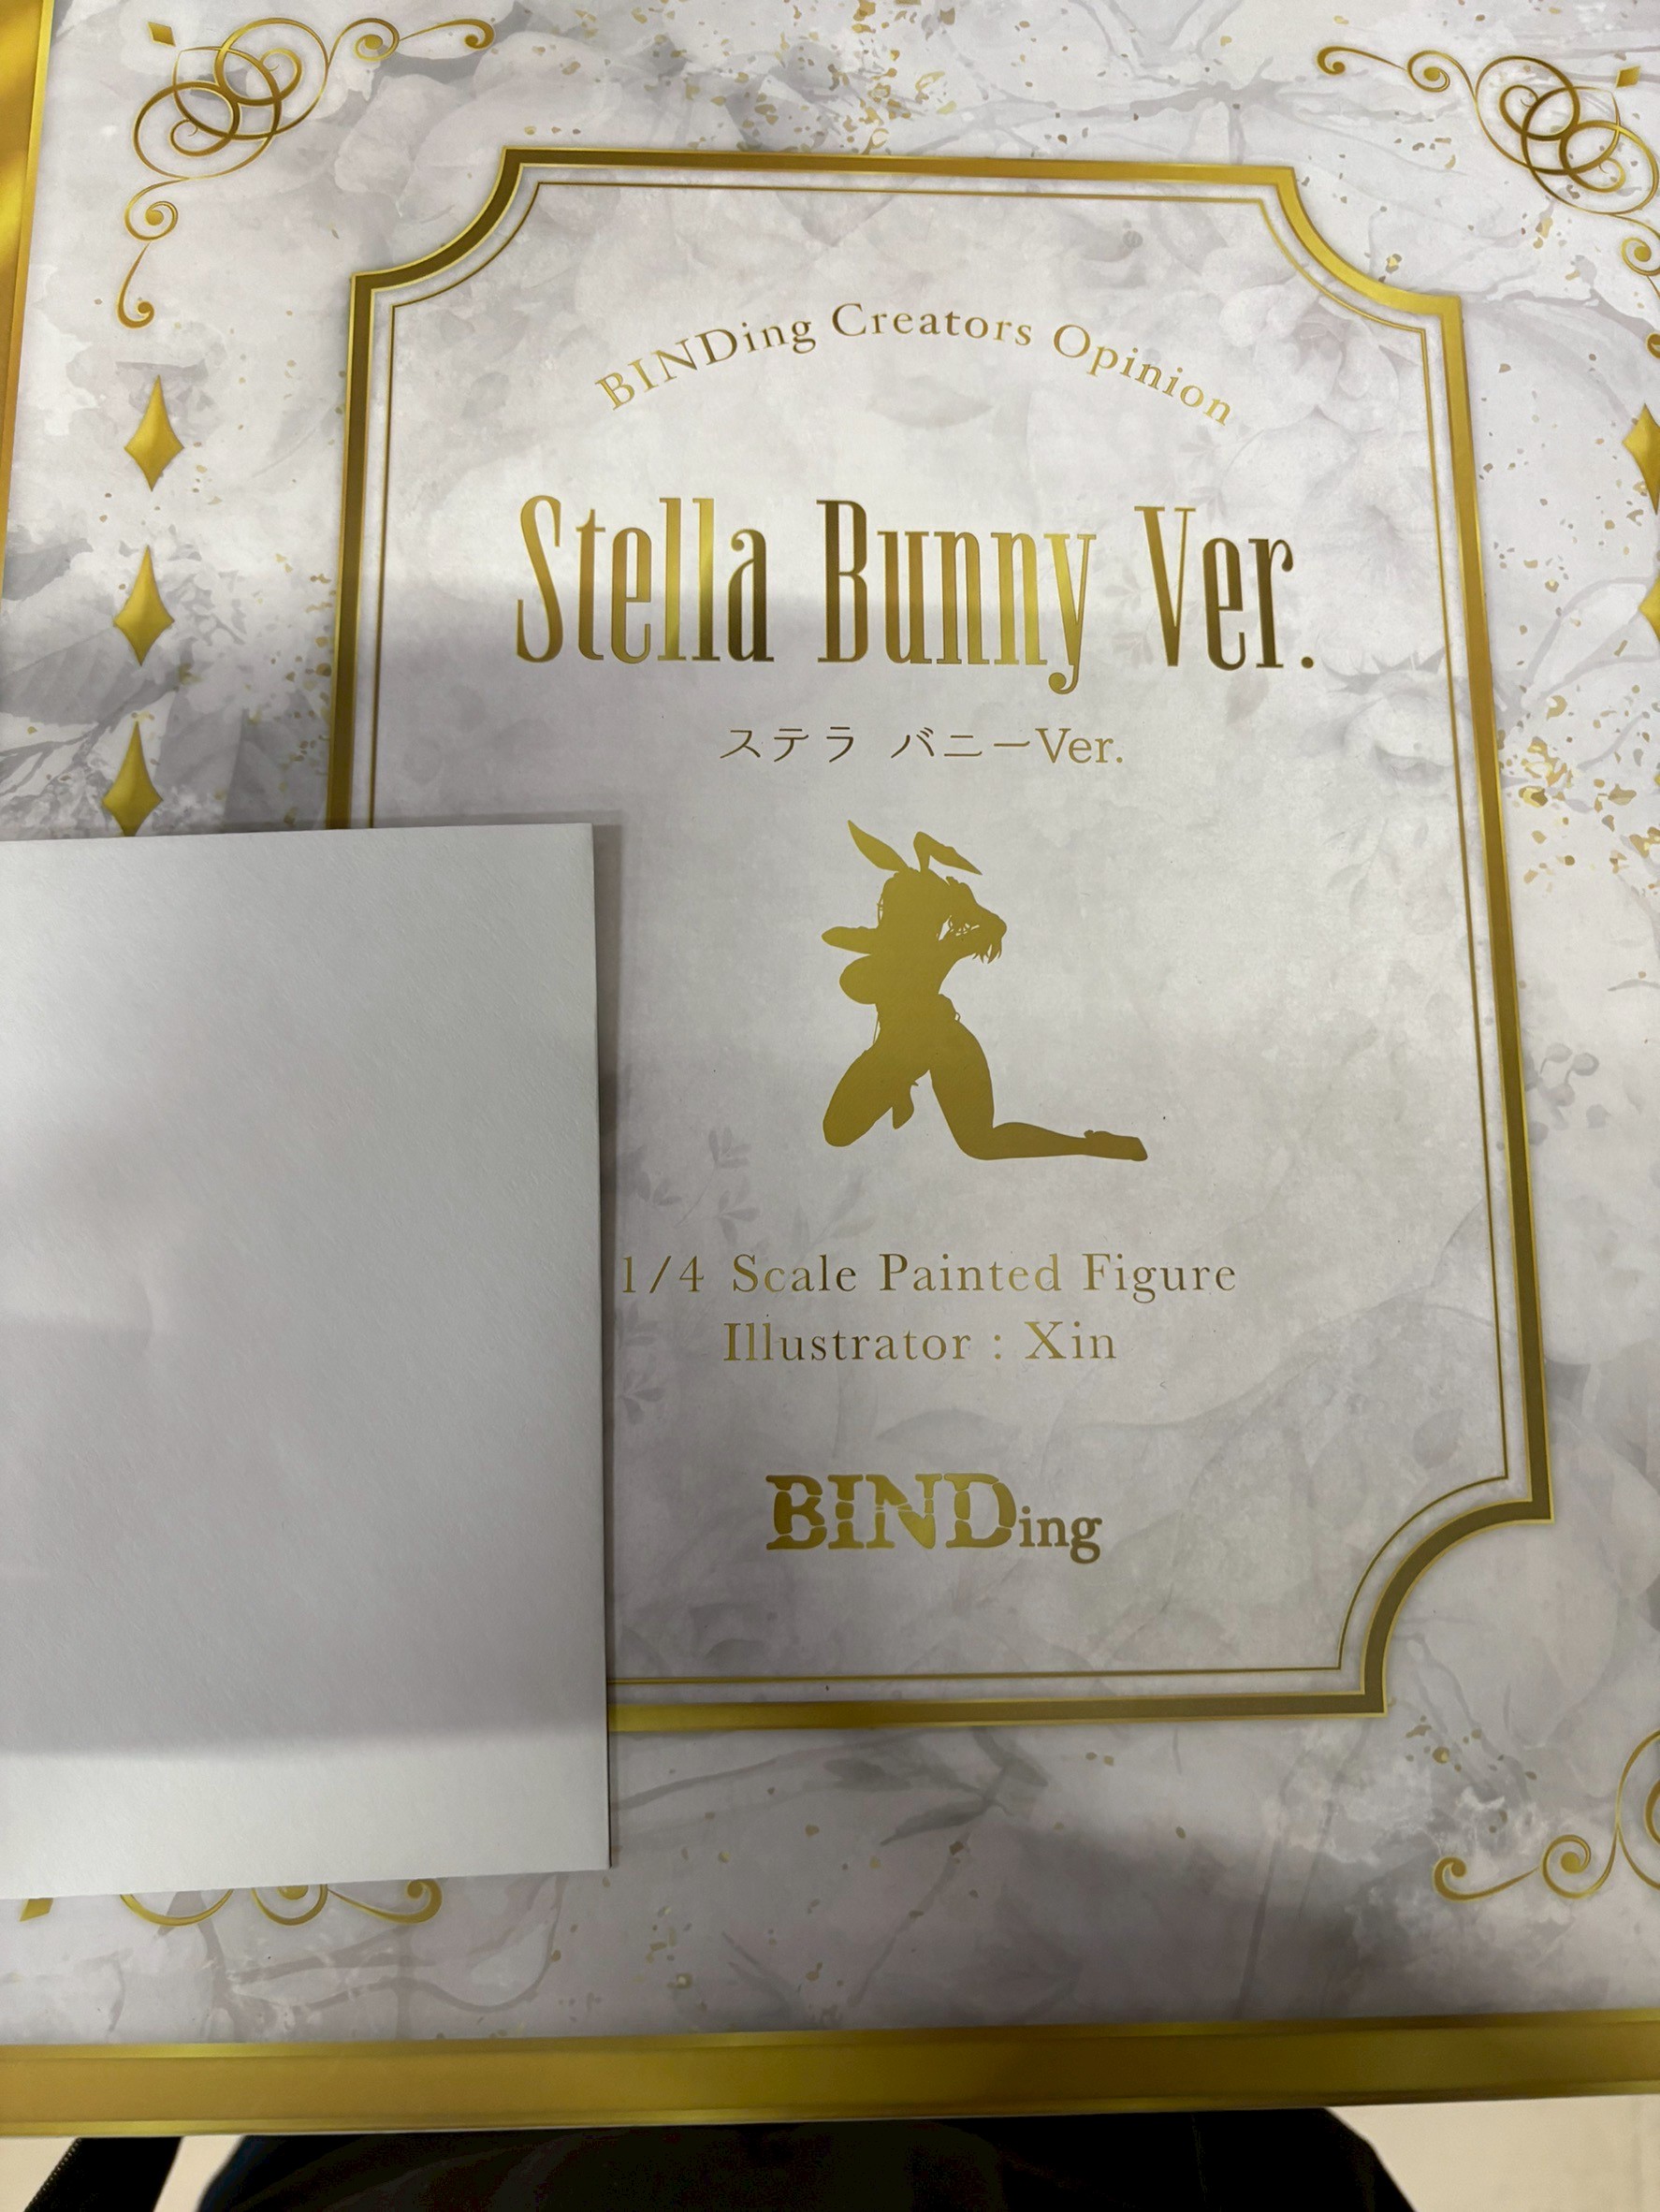 BINDing Creators Opinion
Stella Bunny Ver.
ステラ バニーVer.
1/4 Scale Painted Figure
Illustrator : Xin
BINDing